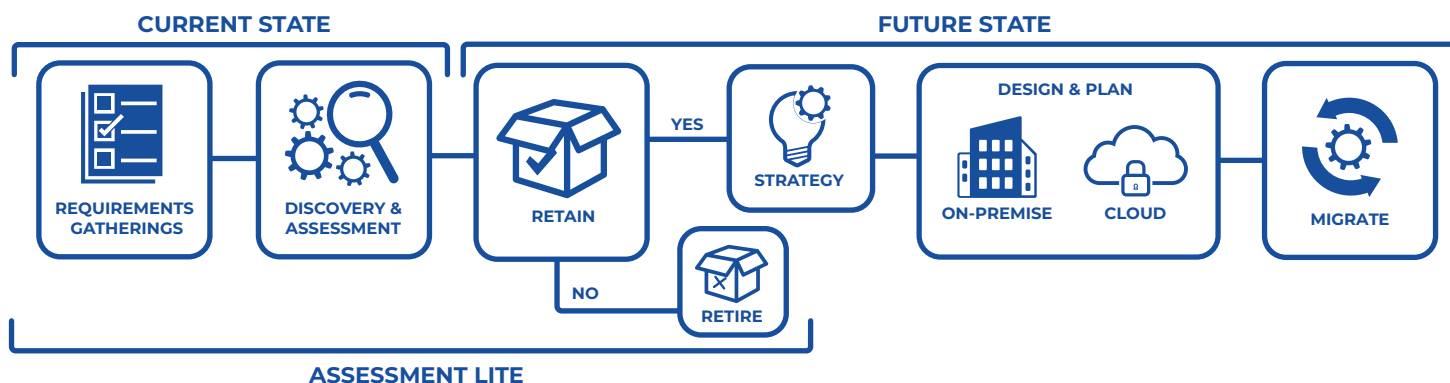 CURRENT STATE
FUTURE STATE
REQUIREMENTS
GATHERINGS
DISCOVERY &
ASSESSMENT
RETAIN
YES
STRATEGY
DESIGN & PLAN
ON-PREMISE
CLOUD
MIGRATE
NO
RETIRE
ASSESSMENT LITE